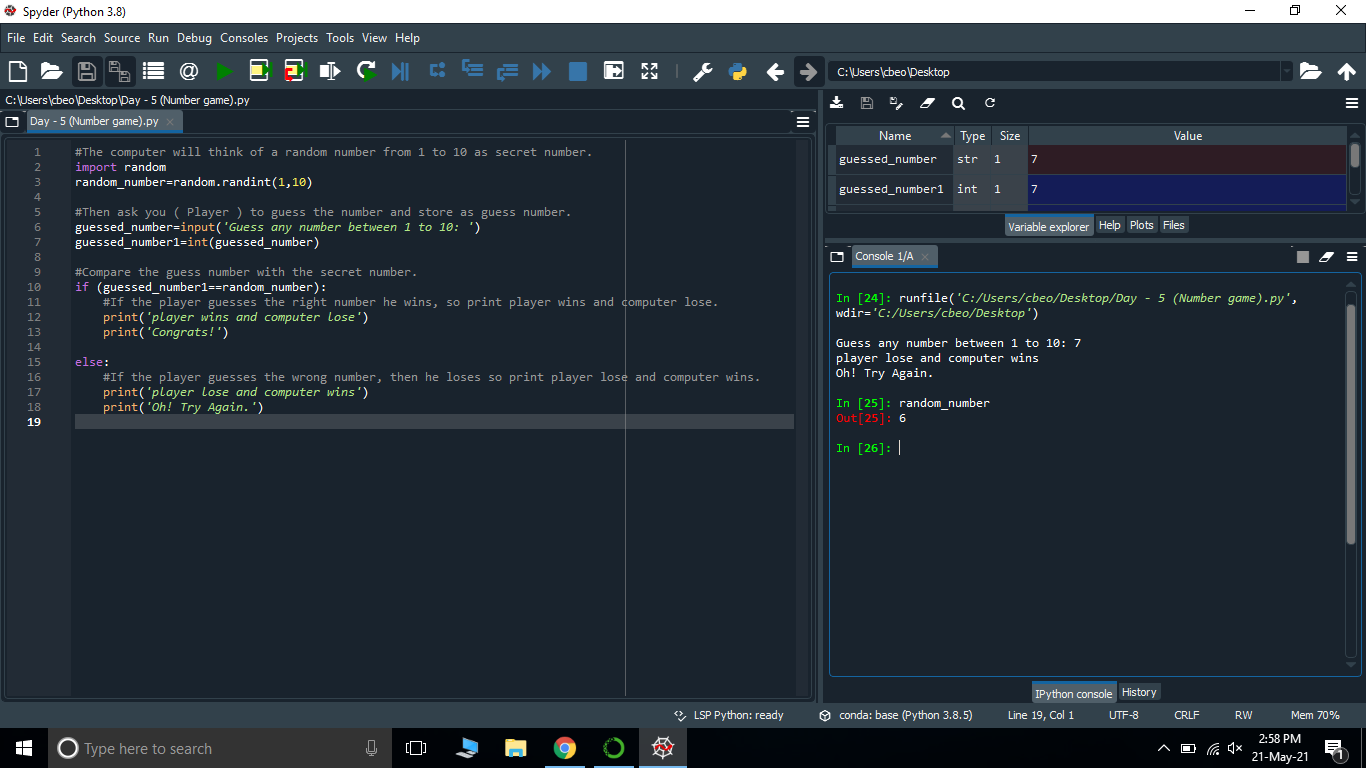 Spyder (Python 3.8)
File Edit Search Source Run Debug Consoles Projects Tools View Help
C:\Users\cbeo\Desktop
C:\Users\cbeo\Desktop\Day - 5 (Number game).py
Day - 5 (Number game).py
1 #The computer will think of a random number from 1 to 10 as secret number.
2 import random
3 random_number=random.randint(1,10)
4
5 #Then ask you ( Player ) to guess the number and store as guess number.
6 guessed_number=input('Guess any number between 1 to 10: ')
7 guessed_number1=int(guessed_number)
8
9 #Compare the guess number with the secret number.
10 if (guessed_number1==random_number):
11     #If the player guesses the right number he wins, so print player wins and computer lose.
12     print('player wins and computer lose')
13     print('Congrats!')
14
15 else:
16     #If the player guesses the wrong number, then he loses so print player lose and computer wins.
17     print('player lose and computer wins')
18     print('Oh! Try Again.')
19
Name Type Size Value
guessed_number str 1 7
guessed_number1 int 1 7
Variable explorer Help Plots Files
Console 1/A
In [24]: runfile('C:/Users/cbeo/Desktop/Day - 5 (Number game).py',
wdir='C:/Users/cbeo/Desktop')
Guess any number between 1 to 10: 7
player lose and computer wins
Oh! Try Again.
In [25]: random_number
Out[25]: 6
In [26]:
IPython console History
LSP Python: ready conda: base (Python 3.8.5) Line 19, Col 1 UTF-8 CRLF RW Mem 70%
Type here to search
2:58 PM
21-May-21
1